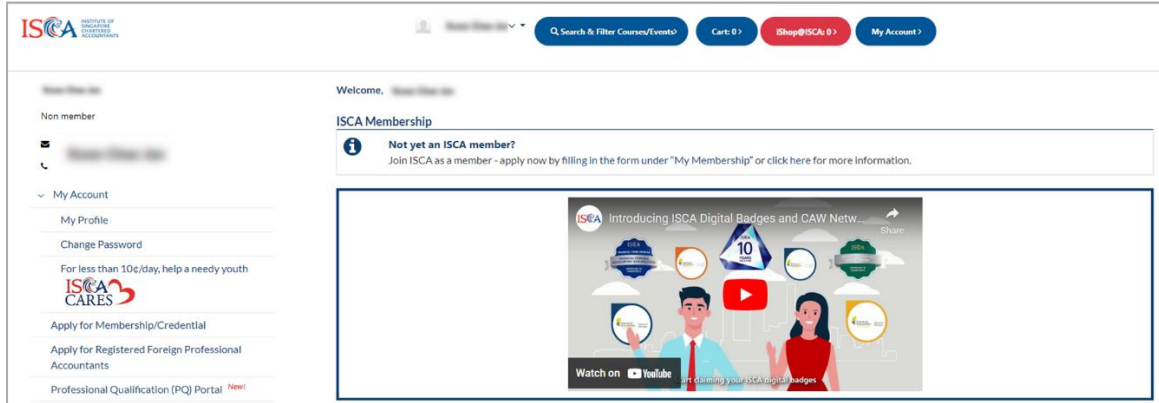 ISCA INSTITUTE OF
SINGAPORE
CHARTERED
ACCOUNTANTS
Search & Filter Courses/Events>
Cart: 0 >
iShop@ISCA: 0 >
My Account >
Non member
My Account
My Profile
Change Password
For less than 10¢/day, help a needy youth
ISCA
CARES
Apply for Membership/Credential
Apply for Registered Foreign Professional
Accountants
Professional Qualification (PQ) Portal New!
Welcome,
ISCA Membership
Not yet an ISCA member?
Join ISCA as a member - apply now by filling in the form under "My Membership" or click here for more information.
ISCA Introducing ISCA Digital Badges and CAW Netw...
Share
10
YEARS
Watch on YouTube
start claiming your ISCA digital badges